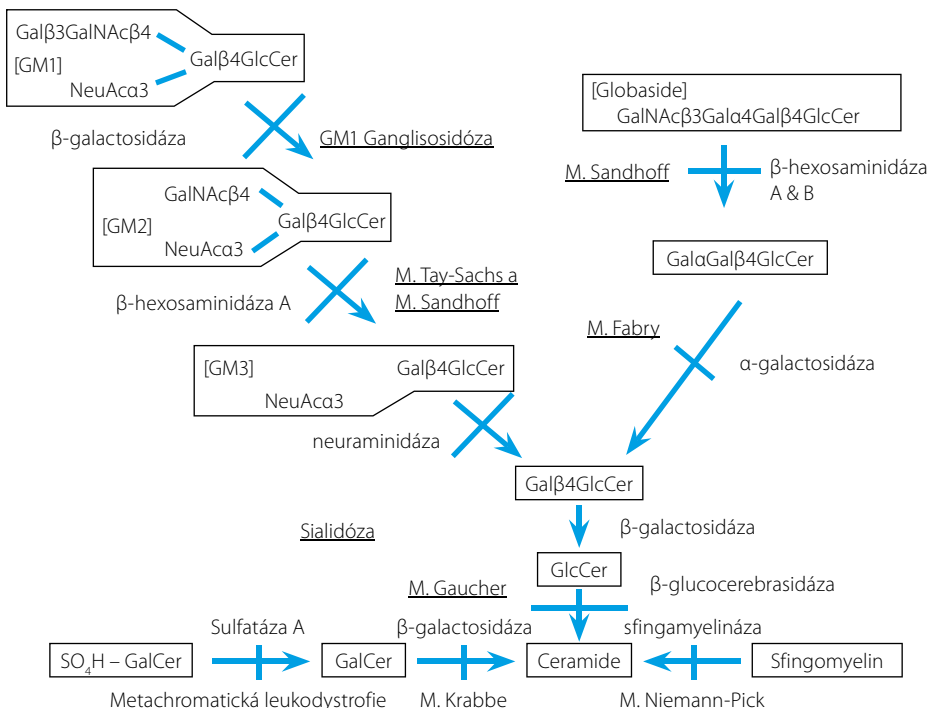 Galβ3GalNAcβ4
[GM1]
Galβ4GlcCer
NeuAcα3
β-galactosidáza
GM1 Ganglisosidóza
[Globaside]
GalNAcβ3Galα4Galβ4GlcCer
M. Sandhoff
β-hexosaminidáza
A & B
GalNAcβ4
[GM2]
Galβ4GlcCer
NeuAcα3
GalαGalβ4GlcCer
β-hexosaminidáza A
M. Tay-Sachs a
M. Sandhoff
M. Fabry
α-galactosidáza
[GM3]
Galβ4GlcCer
NeuAcα3
neuraminidáza
Galβ4GlcCer
Sialidóza
β-galactosidáza
GlcCer
M. Gaucher
β-glucocerebrasidáza
Sulfatáza A
β-galactosidáza
sfingamyelináza
SO₄H – GalCer
GalCer
Ceramide
Sfingomyelin
Metachromatická leukodystrofie
M. Krabbe
M. Niemann-Pick